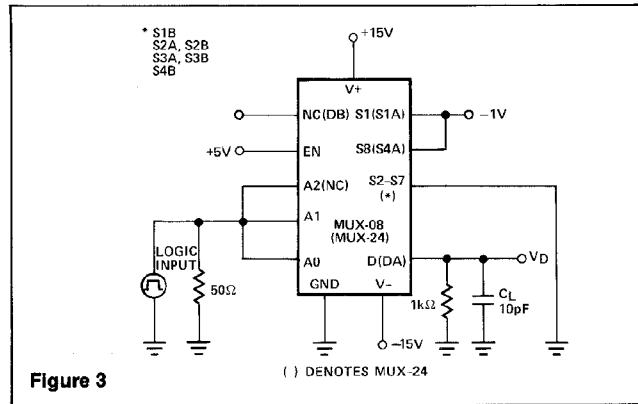 * S1B
S2A, S2B
S3A, S3B
S4B
+15V
V+
NC(DB)
S1(S1A)
−1V
S8(S4A)
+5V
EN
A2(NC)
S2–S7
(*)
A1
MUX-08
(MUX-24)
LOGIC
INPUT
A0
D(DA)
VD
50Ω
GND
V−
1kΩ
CL
10pF
−15V
( ) DENOTES MUX-24
Figure 3